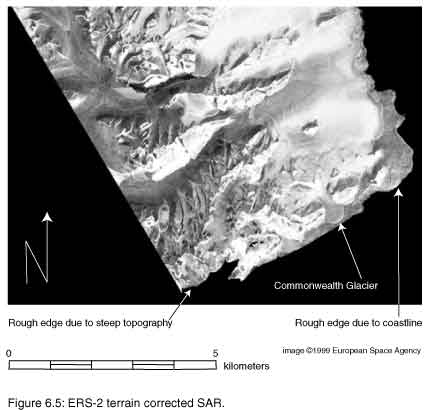 N
Commonwealth Glacier
Rough edge due to steep topography
Rough edge due to coastline
0 5
kilometers
image ©1999 European Space Agency
Figure 6.5: ERS-2 terrain corrected SAR.